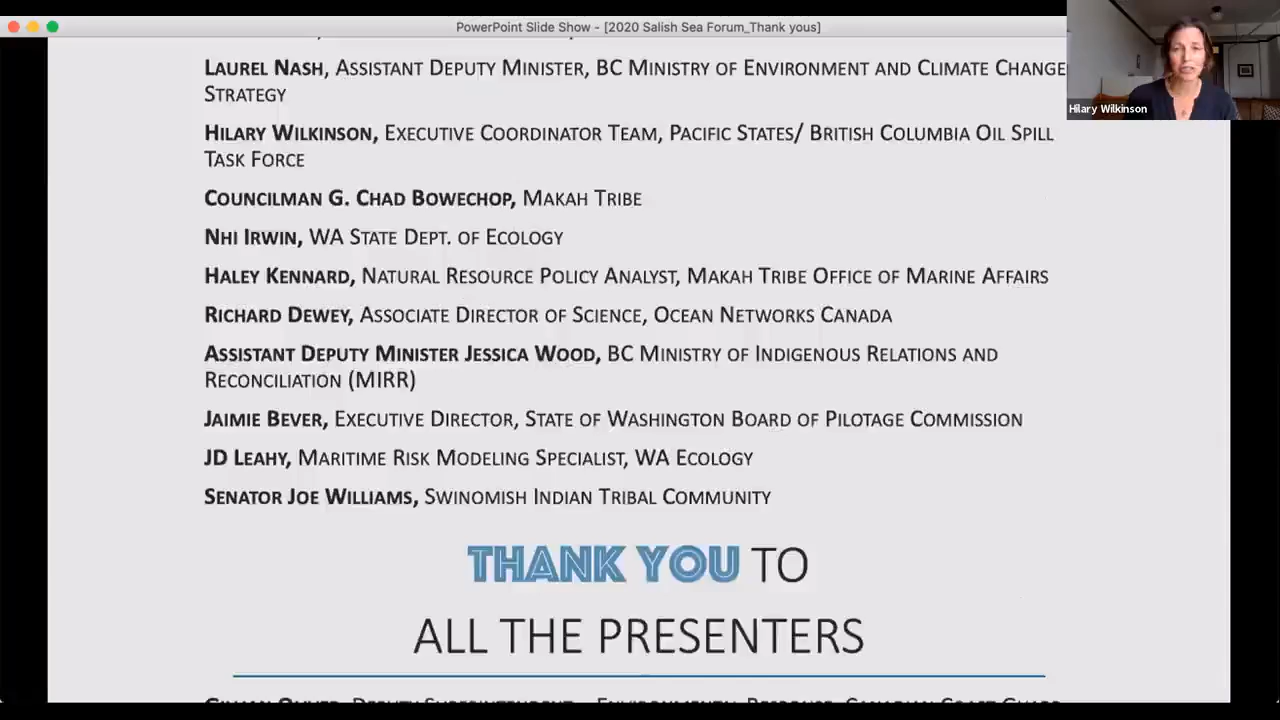 PowerPoint Slide Show - [2020 Salish Sea Forum_Thank yous]
Hilary Wilkinson
LAUREL NASH, ASSISTANT DEPUTY MINISTER, BC MINISTRY OF ENVIRONMENT AND CLIMATE CHANGE
STRATEGY
HILARY WILKINSON, EXECUTIVE COORDINATOR TEAM, PACIFIC STATES/ BRITISH COLUMBIA OIL SPILL
TASK FORCE
COUNCILMAN G. CHAD BOWECHOP, MAKAH TRIBE
NHI IRWIN, WA STATE DEPT. OF ECOLOGY
HALEY KENNARD, NATURAL RESOURCE POLICY ANALYST, MAKAH TRIBE OFFICE OF MARINE AFFAIRS
RICHARD DEWEY, ASSOCIATE DIRECTOR OF SCIENCE, OCEAN NETWORKS CANADA
ASSISTANT DEPUTY MINISTER JESSICA WOOD, BC MINISTRY OF INDIGENOUS RELATIONS AND
RECONCILIATION (MIRR)
JAIMIE BEVER, EXECUTIVE DIRECTOR, STATE OF WASHINGTON BOARD OF PILOTAGE COMMISSION
JD LEAHY, MARITIME RISK MODELING SPECIALIST, WA ECOLOGY
SENATOR JOE WILLIAMS, SWINOMISH INDIAN TRIBAL COMMUNITY
THANK YOU TO
ALL THE PRESENTERS